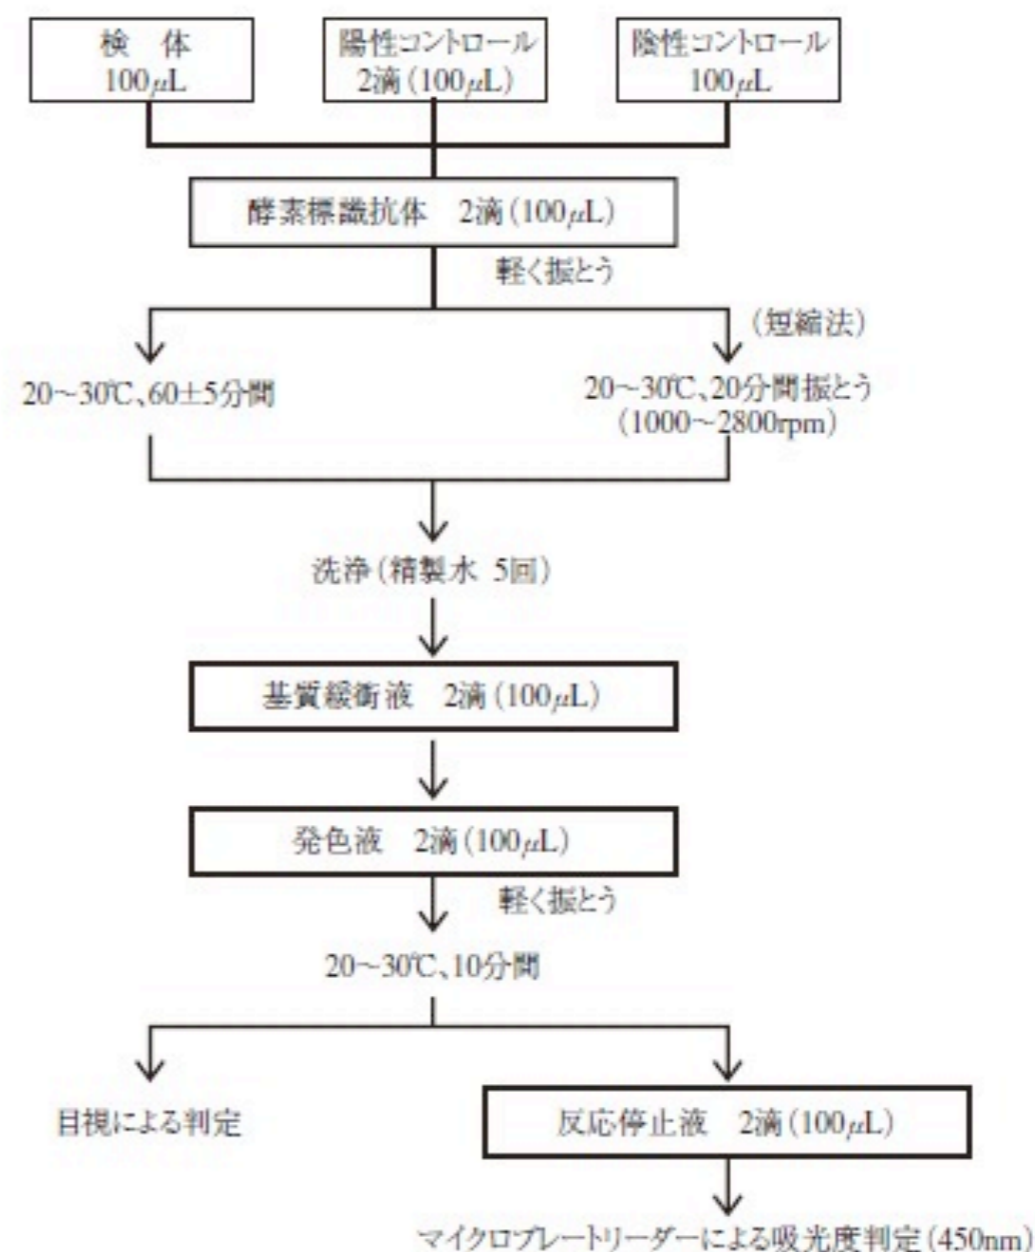 検　体
100μL
陽性コントロール
2滴(100μL)
陰性コントロール
100μL
酵素標識抗体　2滴(100μL)
軽く振とう
(短縮法)
20～30℃、60±5分間
20～30℃、20分間振とう
(1000～2800rpm)
洗浄(精製水 5回)
基質緩衝液　2滴(100μL)
発色液　2滴(100μL)
軽く振とう
20～30℃、10分間
目視による判定
反応停止液　2滴(100μL)
マイクロプレートリーダーによる吸光度判定(450nm)